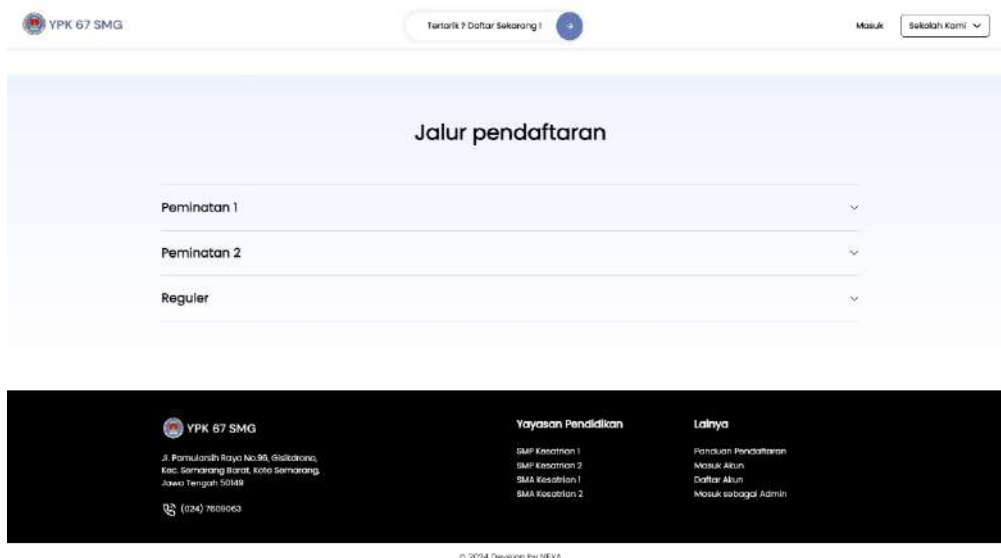 YPK 67 SMG
Tertarik ? Daftar Sekarang !
Masuk
Sekolah Kami
Jalur pendaftaran
Peminatan 1
Peminatan 2
Reguler
YPK 67 SMG
Jl. Pamularsih Raya No.98, Gisikdrono,
Kec. Semarang Barat, Kota Semarang,
Jawa Tengah 50149
(024) 7609063
Yayasan Pendidikan
SMP Kesatrian 1
SMP Kesatrian 2
SMA Kesatrian 1
SMA Kesatrian 2
Lainya
Panduan Pendaftaran
Masuk Akun
Daftar Akun
Masuk sebagai Admin
© 2024 Develop by NEXA